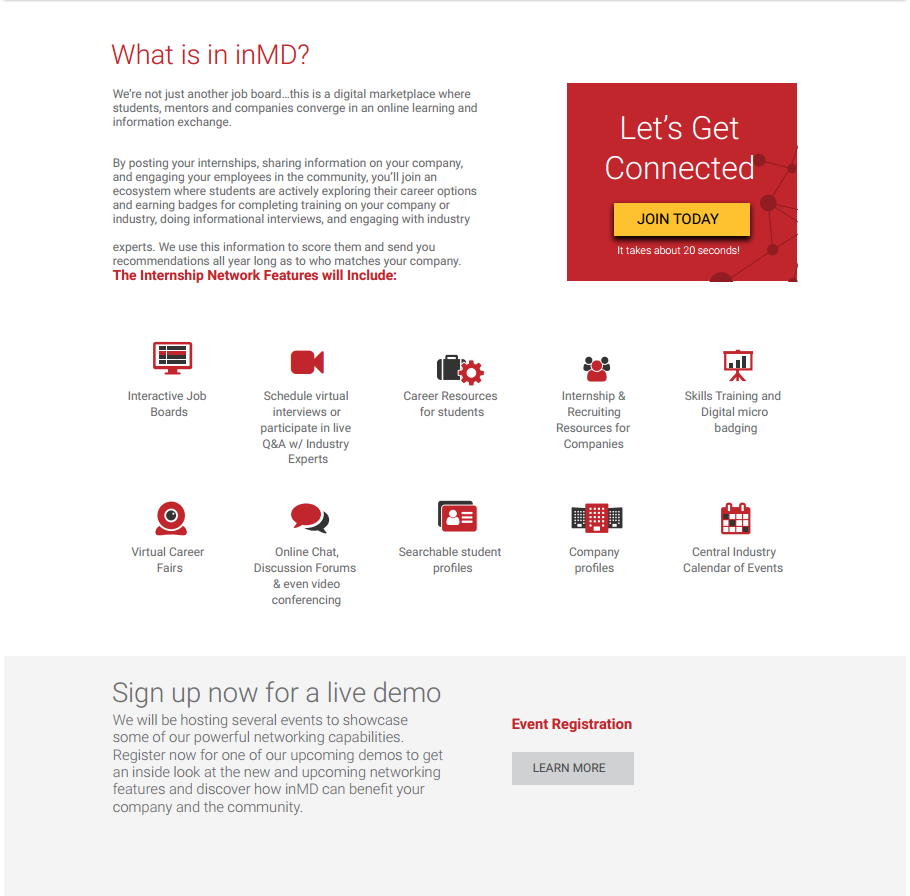 What is in inMD?
We're not just another job board…this is a digital marketplace where
students, mentors and companies converge in an online learning and
information exchange.
By posting your internships, sharing information on your company,
and engaging your employees in the community, you'll join an
ecosystem where students are actively exploring their career options
and earning badges for completing training on your company or
industry, doing informational interviews, and engaging with industry
experts. We use this information to score them and send you
recommendations all year long as to who matches your company.
The Internship Network Features will Include:
Let's Get
Connected
JOIN TODAY
It takes about 20 seconds!
Interactive Job
Boards
Schedule virtual
interviews or
participate in live
Q&A w/ Industry
Experts
Career Resources
for students
Internship &
Recruiting
Resources for
Companies
Skills Training and
Digital micro
badging
Virtual Career
Fairs
Online Chat,
Discussion Forums
& even video
conferencing
Searchable student
profiles
Company
profiles
Central Industry
Calendar of Events
Sign up now for a live demo
We will be hosting several events to showcase
some of our powerful networking capabilities.
Register now for one of our upcoming demos to get
an inside look at the new and upcoming networking
features and discover how inMD can benefit your
company and the community.
Event Registration
LEARN MORE